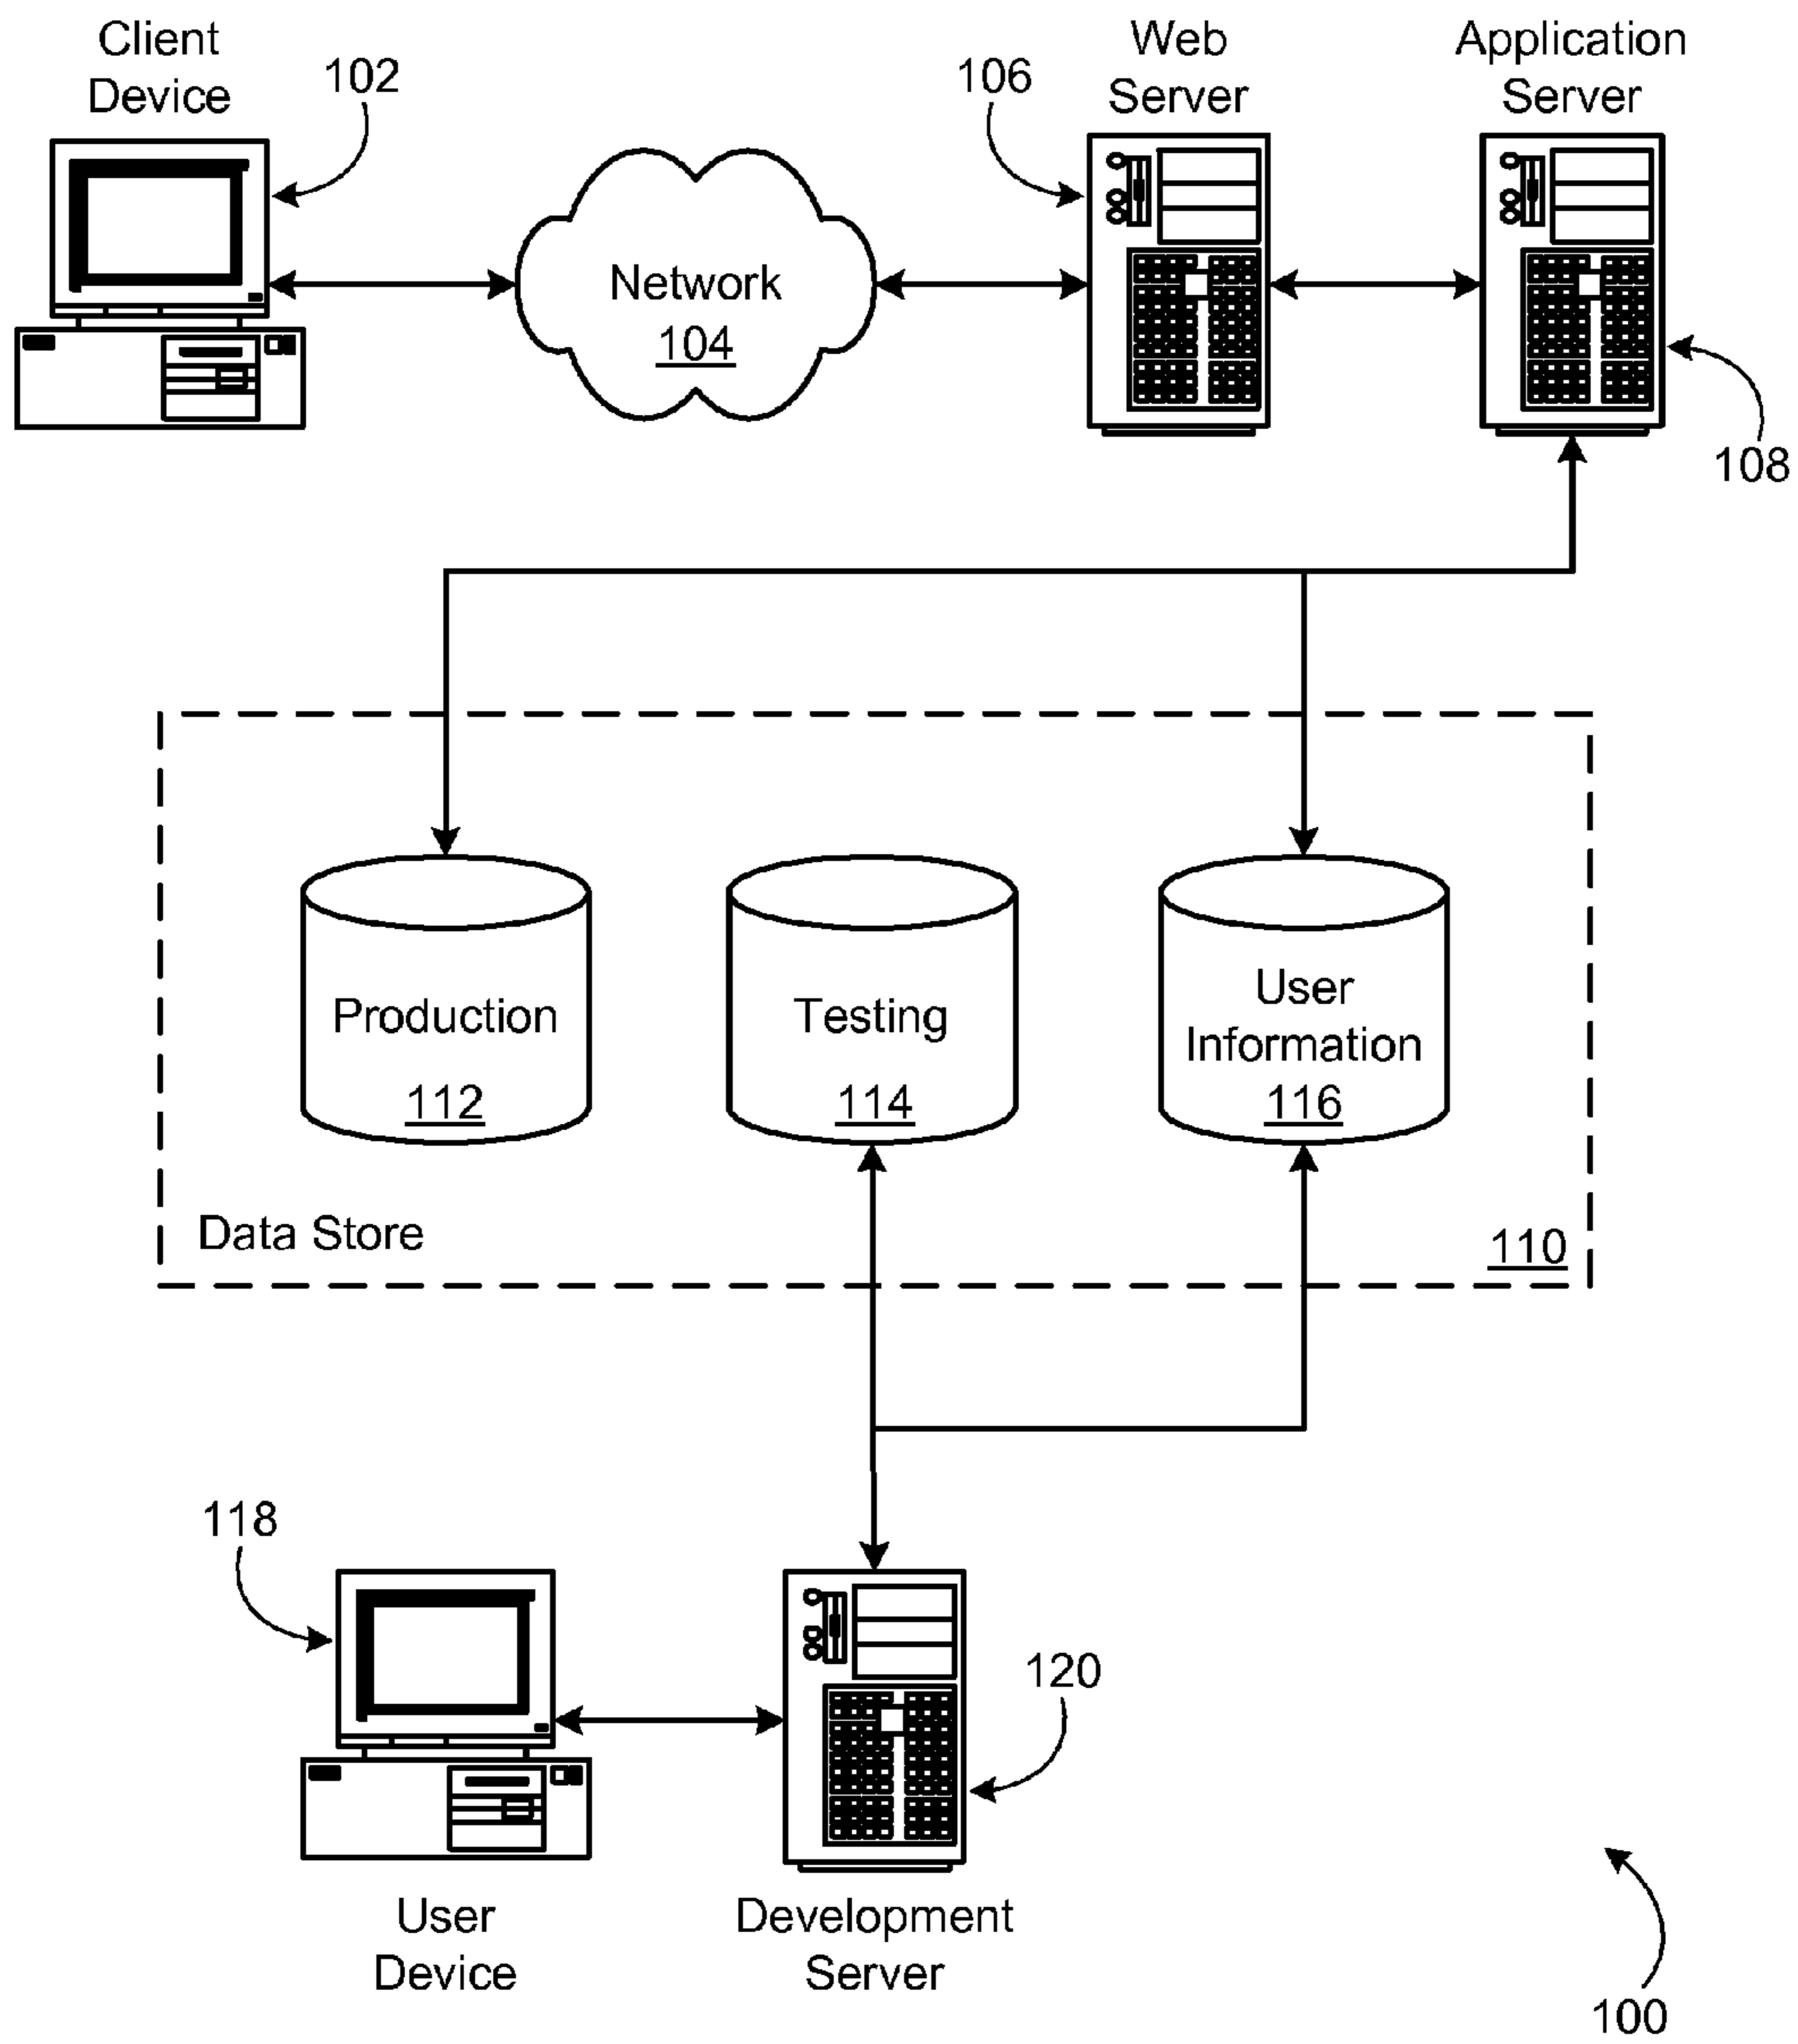 Client
Device
102
106
Web
Server
Application
Server
Network
104
108
Production
112
Testing
114
User
Information
116
Data Store
110
118
120
User
Device
Development
Server
100